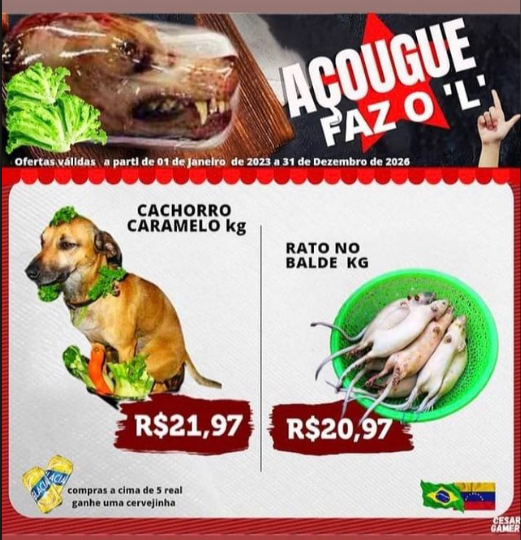 AÇOUGUE
FAZ O 'L'
Ofertas válidas a parti de 01 de Janeiro de 2023 a 31 de Dezembro de 2026
CACHORRO
CARAMELO kg
RATO NO
BALDE KG
R$21,97
R$20,97
compras a cima de 5 real
ganhe uma cervejinha
CESAR
GAMER